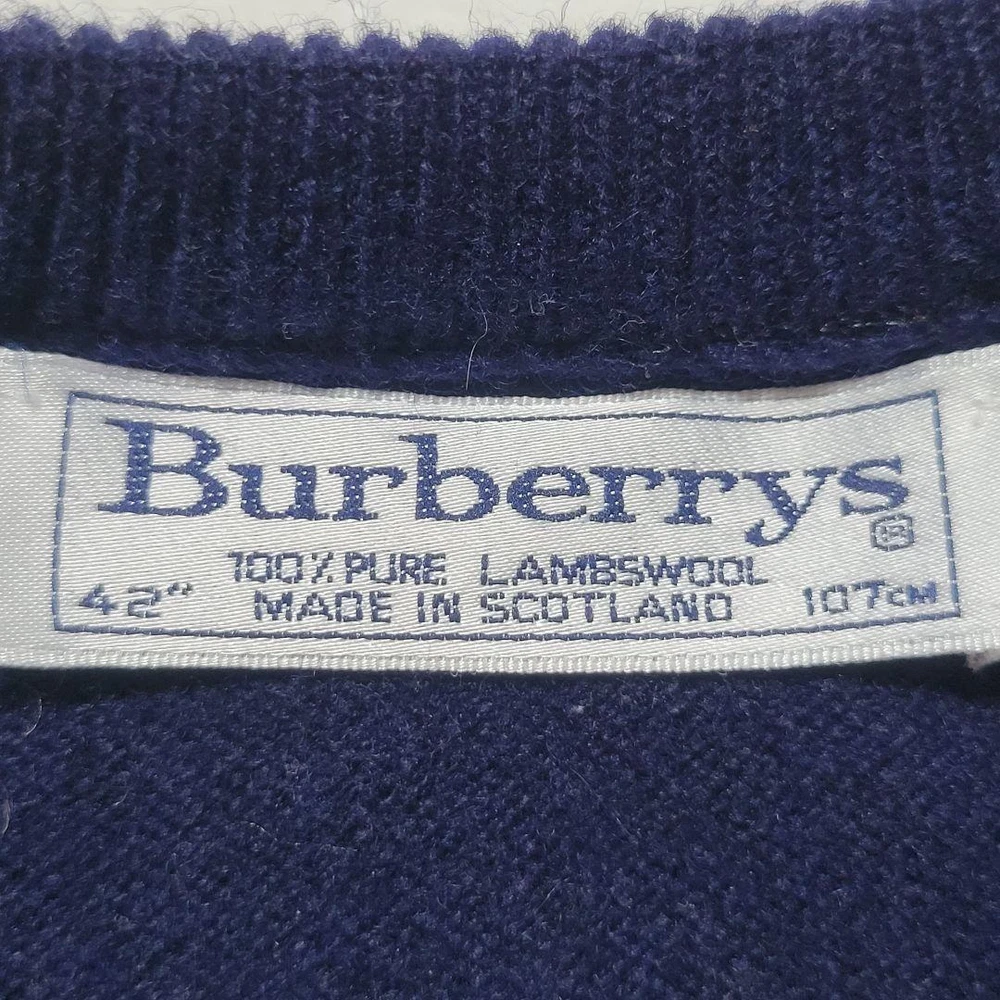 Burberrys ®
100% PURE LAMBSWOOL
42" MADE IN SCOTLAND 107CM